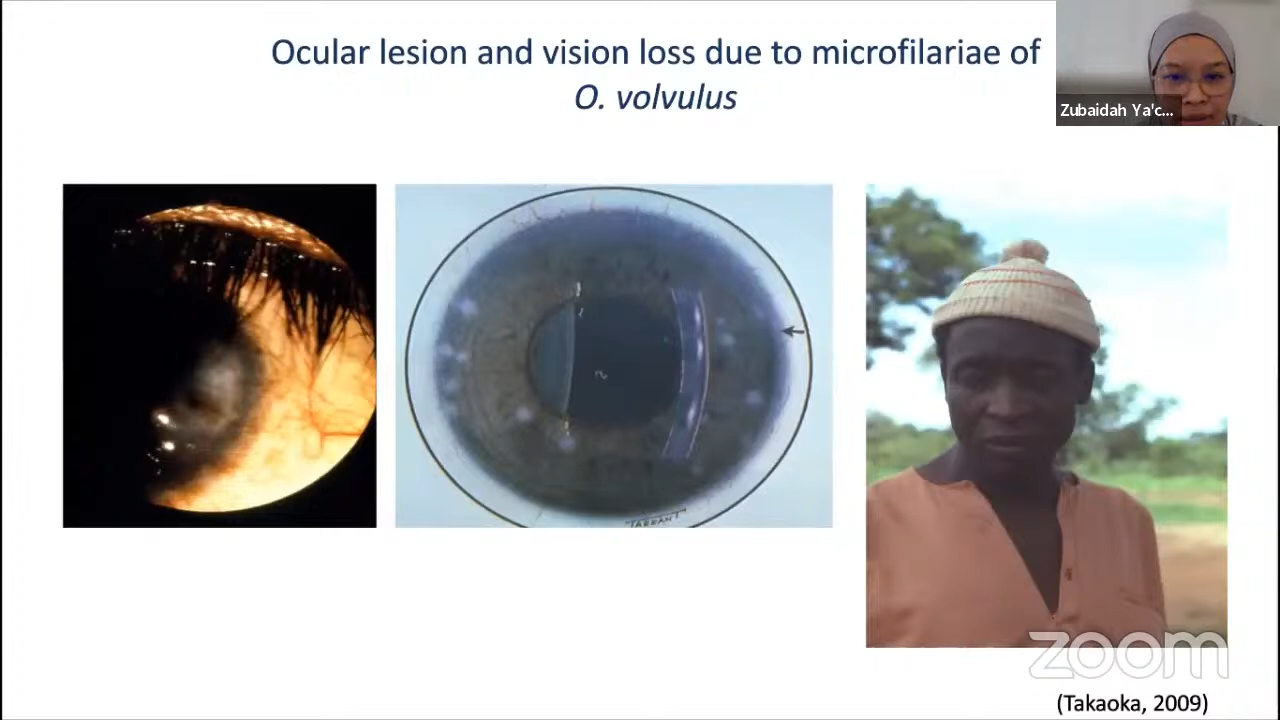 Ocular lesion and vision loss due to microfilariae of
O. volvulus
Zubaidah Ya'c...
"TARRANT"
zoom
(Takaoka, 2009)